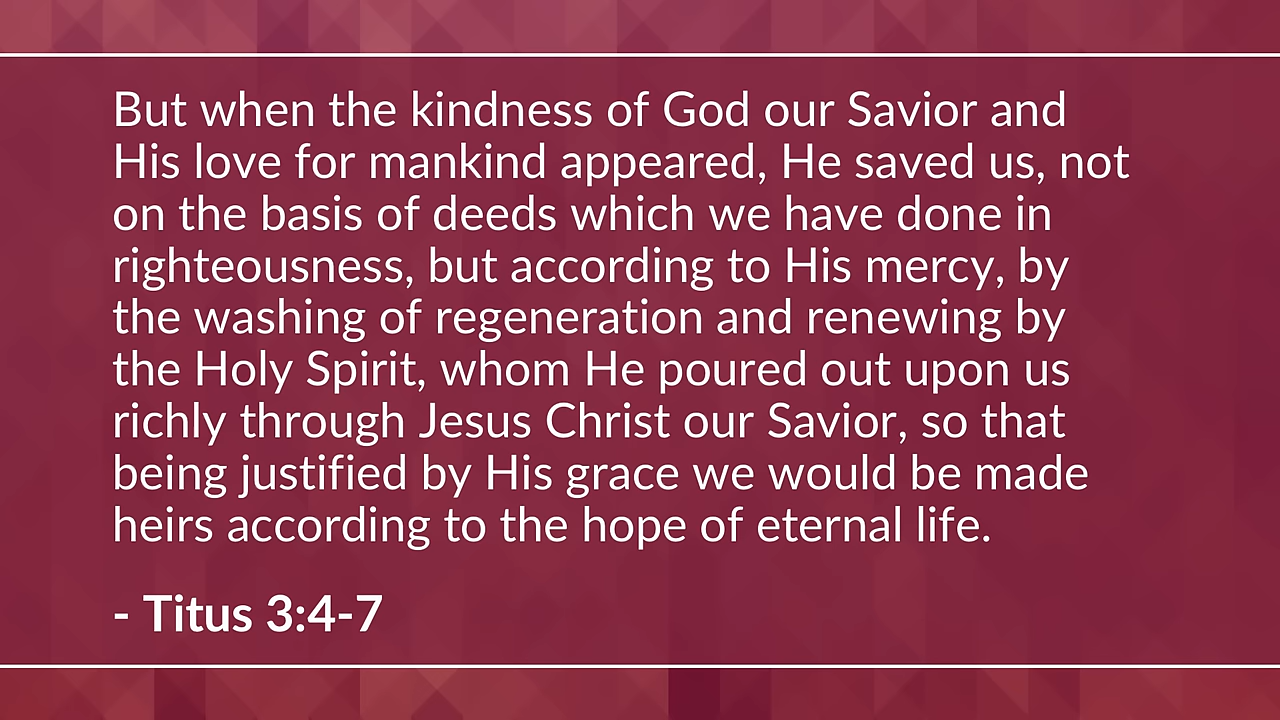 But when the kindness of God our Savior and
His love for mankind appeared, He saved us, not
on the basis of deeds which we have done in
righteousness, but according to His mercy, by
the washing of regeneration and renewing by
the Holy Spirit, whom He poured out upon us
richly through Jesus Christ our Savior, so that
being justified by His grace we would be made
heirs according to the hope of eternal life.
- Titus 3:4-7